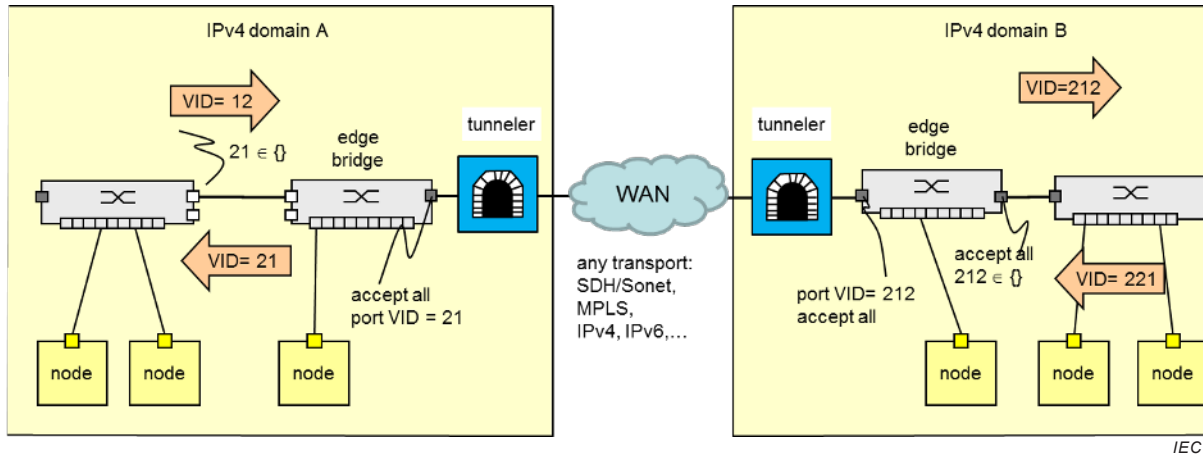 IPv4 domain A
IPv4 domain B
VID= 12
VID=212
21 ∈ {}
edge
bridge
tunneler
tunneler
edge
bridge
WAN
VID= 21
accept all
port VID = 21
any transport:
SDH/Sonet,
MPLS,
IPv4, IPv6,...
port VID= 212
accept all
accept all
212 ∈ {}
VID= 221
node
node
node
node
node
node
IEC